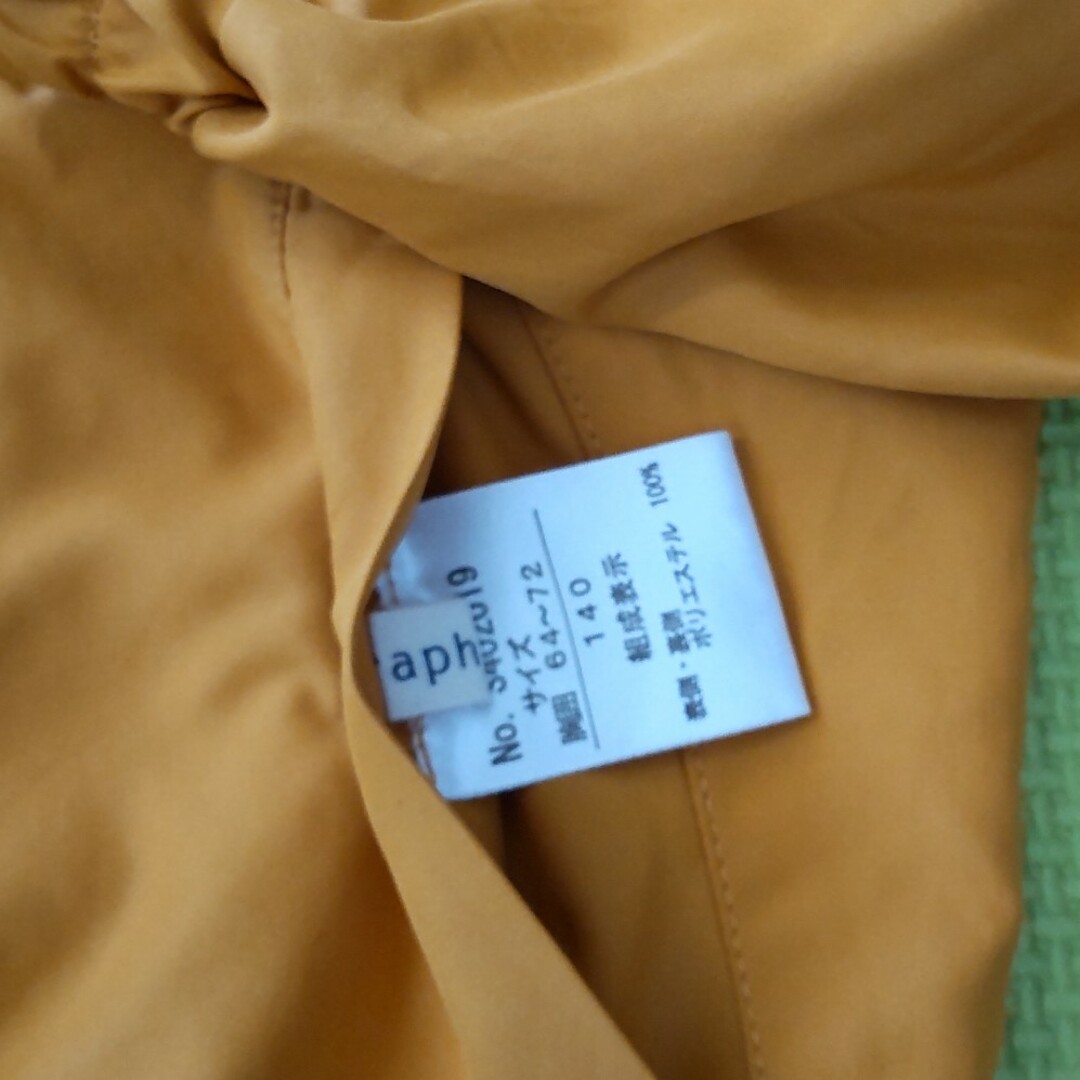 aph
No.
サイズ
胸囲 64~72
140
組成表示
表側・裏側
ポリエステル 100%